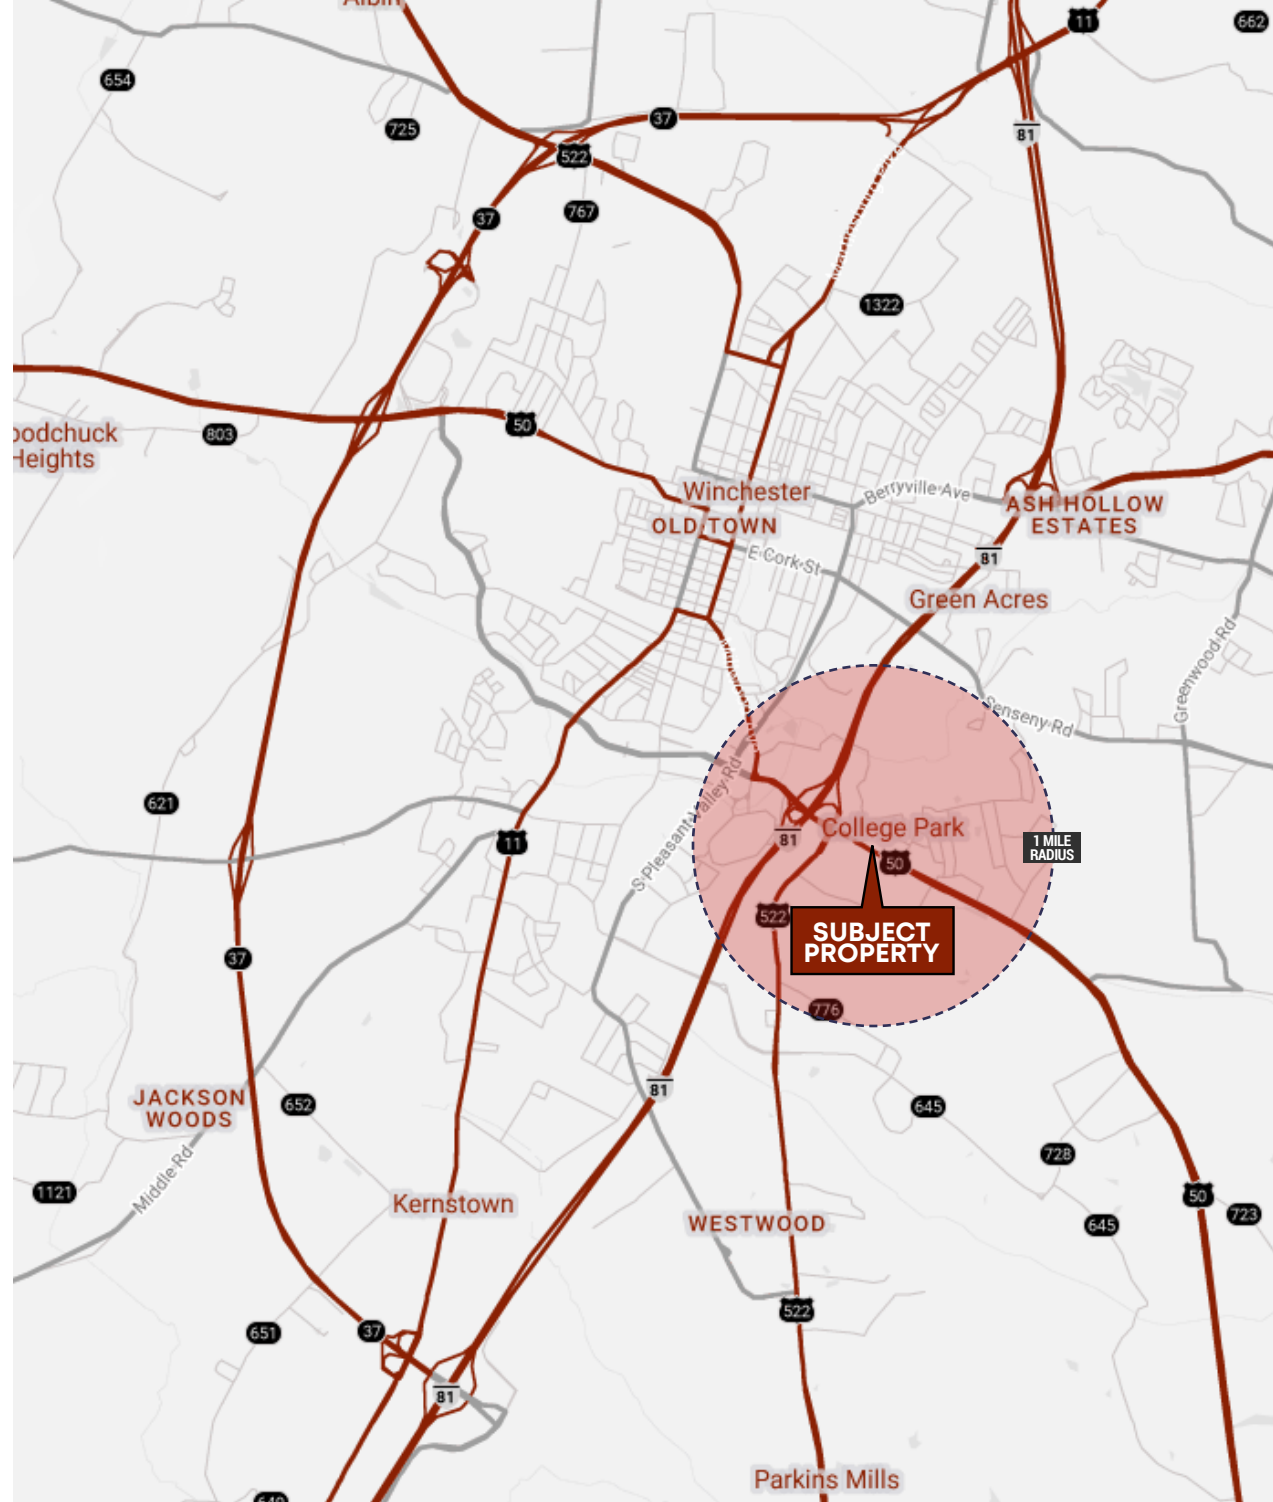 Albin
11
662
654
37
725
81
522
37
767
1322
50
803
oodchuck
Heights
Winchester
Berryville Ave
ASH HOLLOW
ESTATES
OLD TOWN
E Cork St
81
Green Acres
Greenwood Rd
Senseny Rd
S Pleasant Valley Rd
621
11
81
College Park
50
1 MILE
RADIUS
522
SUBJECT
PROPERTY
37
776
81
JACKSON
WOODS
652
645
728
Middle Rd
1121
Kernstown
WESTWOOD
50
723
645
522
651
37
81
Parkins Mills